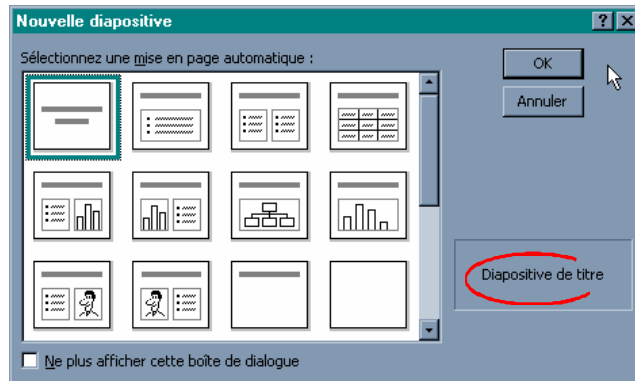 Nouvelle diapositive
Sélectionnez une mise en page automatique :
OK
Annuler
Diapositive de titre
Ne plus afficher cette boîte de dialogue